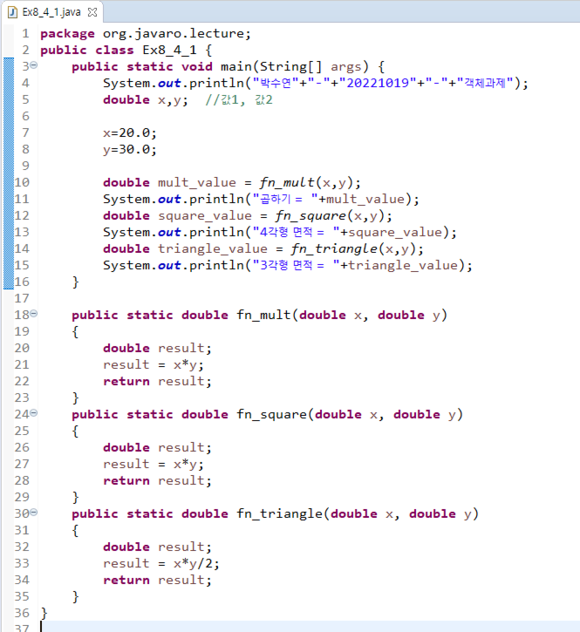 Ex8_4_1.java
1 package org.javaro.lecture;
2 public class Ex8_4_1 {
3 public static void main(String[] args) {
4 System.out.println("박수연"+"-"+"20221019"+"-"+"객체과제");
5 double x,y; //값1, 값2
6
7 x=20.0;
8 y=30.0;
9
10 double mult_value = fn_mult(x,y);
11 System.out.println("곱하기 = "+mult_value);
12 double square_value = fn_square(x,y);
13 System.out.println("4각형 면적 = "+square_value);
14 double triangle_value = fn_triangle(x,y);
15 System.out.println("3각형 면적 = "+triangle_value);
16 }
17
18 public static double fn_mult(double x, double y)
19 {
20 double result;
21 result = x*y;
22 return result;
23 }
24 public static double fn_square(double x, double y)
25 {
26 double result;
27 result = x*y;
28 return result;
29 }
30 public static double fn_triangle(double x, double y)
31 {
32 double result;
33 result = x*y/2;
34 return result;
35 }
36 }
37